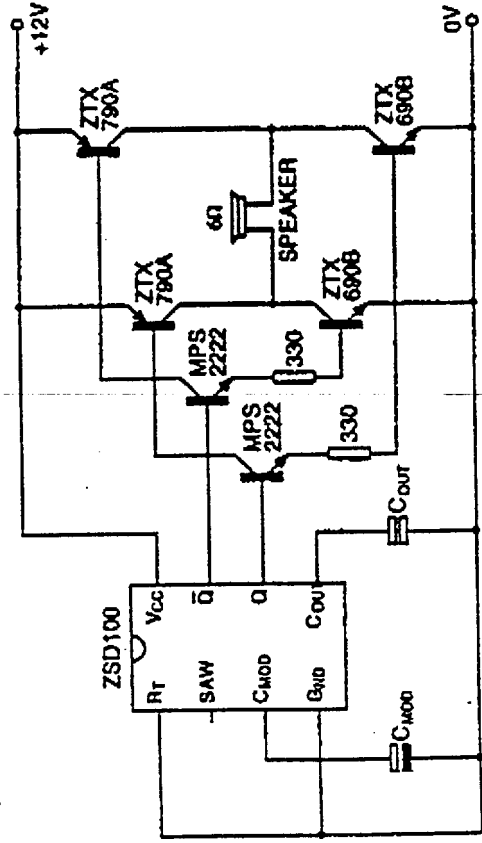 ZSD100
RT
SAW
CMOD
GND
VCC
Q̅
Q
COUT
CMOD
COUT
MPS
2222
330
MPS
2222
330
ZTX
790A
ZTX
690B
6Ω
SPEAKER
ZTX
790A
ZTX
690B
+12V
0V